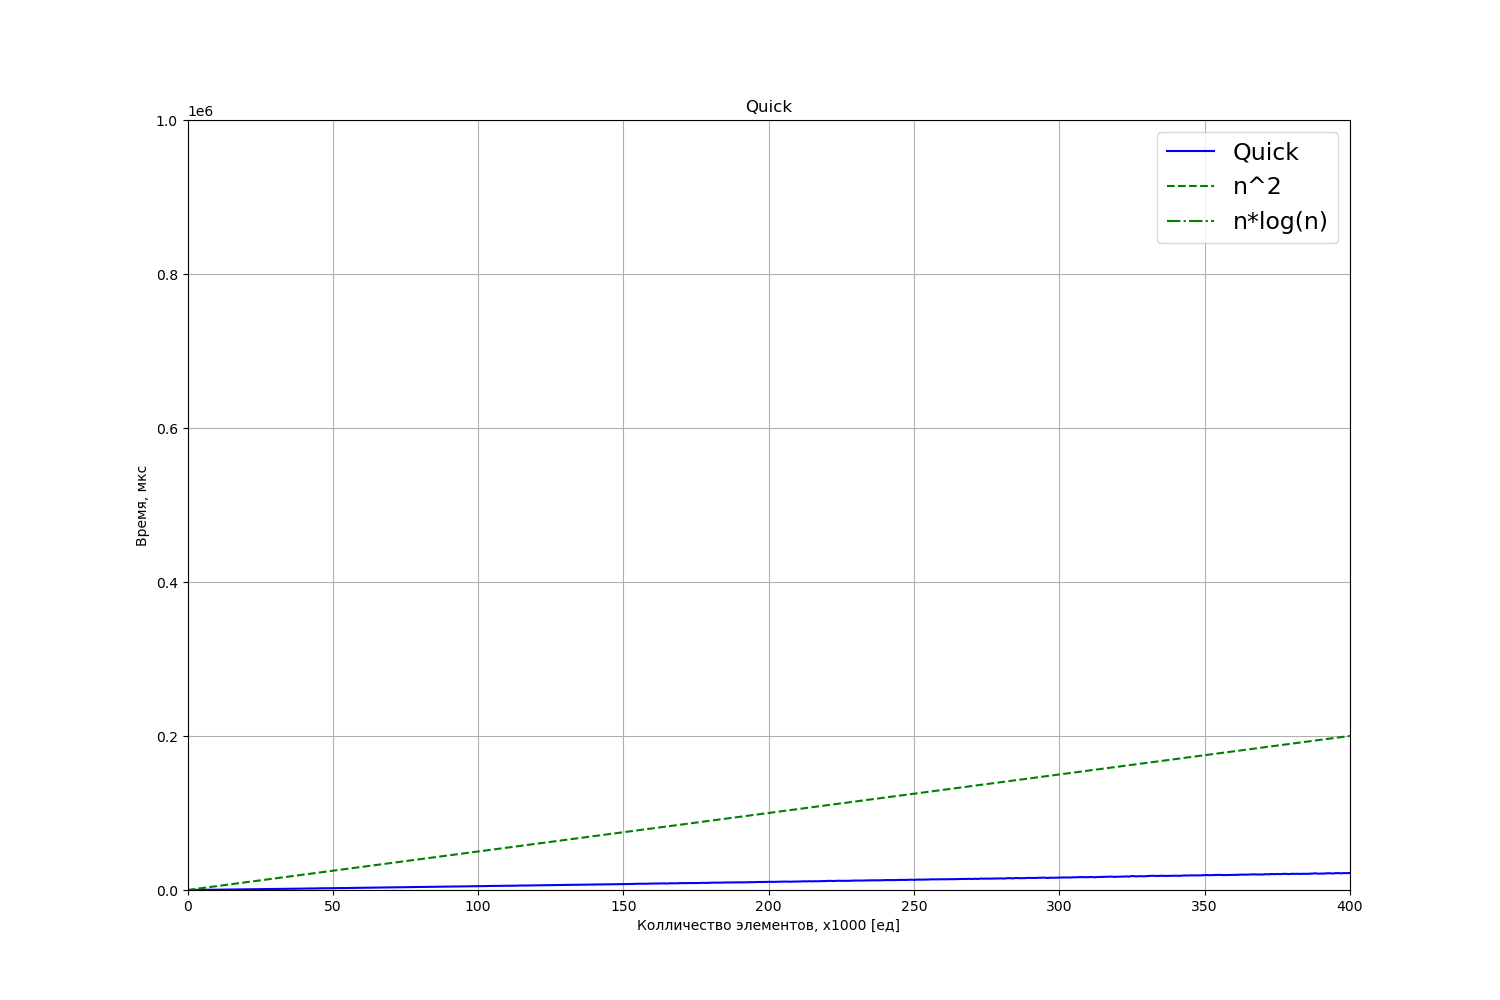 Quick
1e6
1.0
0.8
0.6
0.4
0.2
0.0
Время, мкс
Quick
n^2
n*log(n)
0 50 100 150 200 250 300 350 400
Колличество элементов, x1000 [ед]